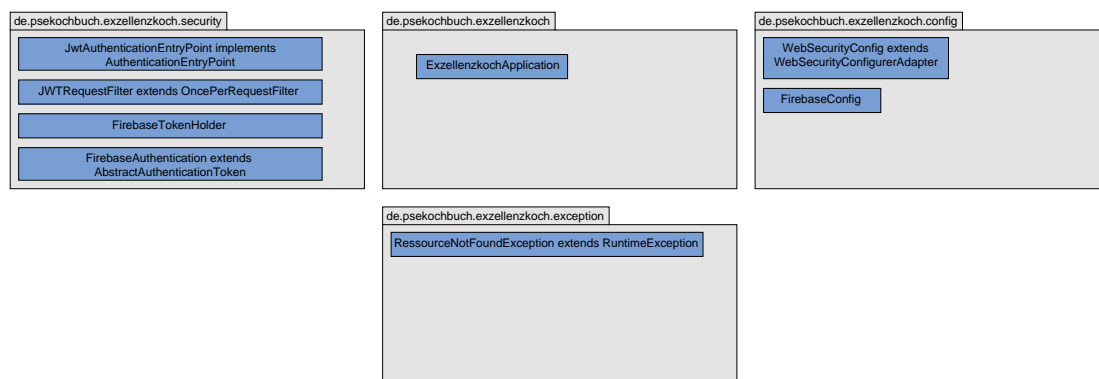 de.psekochbuch.exzellenzkoch.security
JwtAuthenticationEntryPoint implements
AuthenticationEntryPoint
JWTRequestFilter extends OncePerRequestFilter
FirebaseTokenHolder
FirebaseAuthentication extends
AbstractAuthenticationToken
de.psekochbuch.exzellenzkoch
ExzellenzkochApplication
de.psekochbuch.exzellenzkoch.config
WebSecurityConfig extends
WebSecurityConfigurerAdapter
FirebaseConfig
de.psekochbuch.exzellenzkoch.exception
RessourceNotFoundException extends RuntimeException